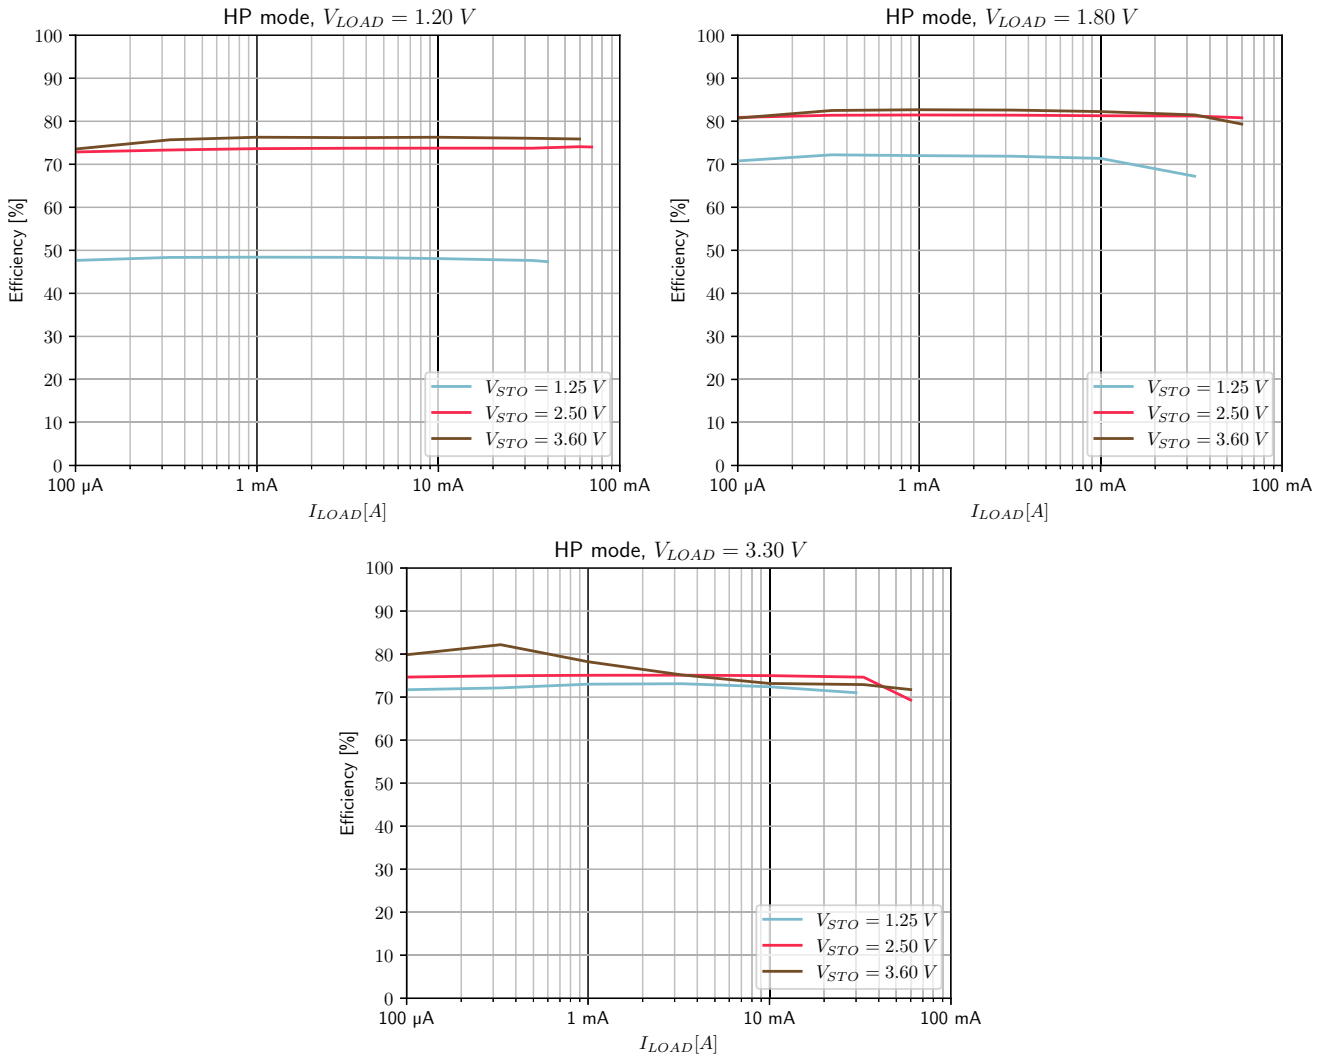 HP mode, V_LOAD = 1.20 V
100
90
80
70
60
50
40
30
20
10
0
Efficiency [%]
V_STO = 1.25 V
V_STO = 2.50 V
V_STO = 3.60 V
100 µA 1 mA 10 mA 100 mA
I_LOAD[A]
HP mode, V_LOAD = 1.80 V
100
90
80
70
60
50
40
30
20
10
0
Efficiency [%]
V_STO = 1.25 V
V_STO = 2.50 V
V_STO = 3.60 V
100 µA 1 mA 10 mA 100 mA
I_LOAD[A]
HP mode, V_LOAD = 3.30 V
100
90
80
70
60
50
40
30
20
10
0
Efficiency [%]
V_STO = 1.25 V
V_STO = 2.50 V
V_STO = 3.60 V
100 µA 1 mA 10 mA 100 mA
I_LOAD[A]